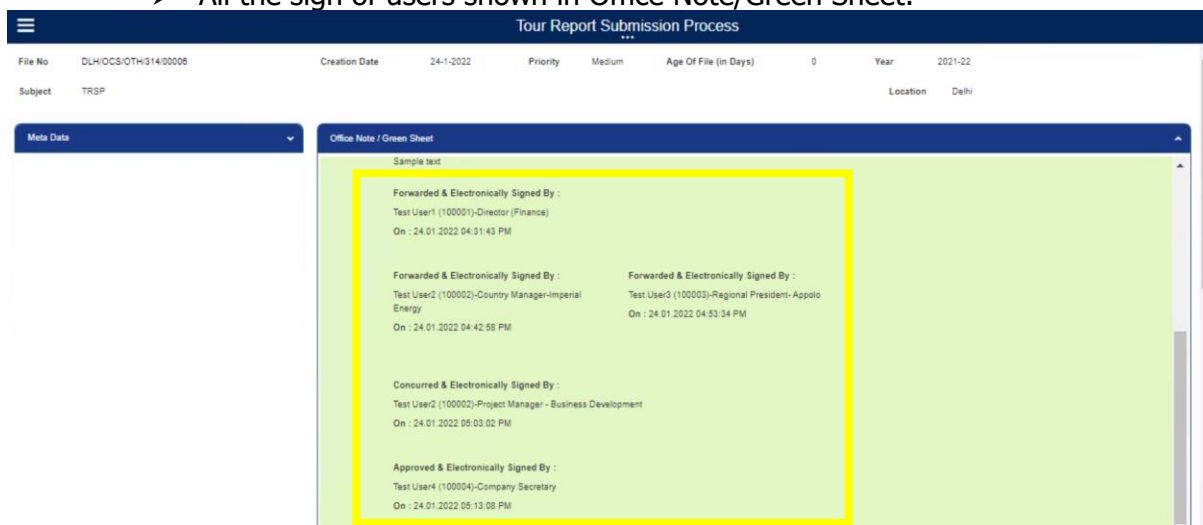 ➢ All the sign of users shown in Office Note/Green Sheet.
Tour Report Submission Process
File No DLH/OCS/OTH/314/00006 Creation Date 24-1-2022 Priority Medium Age Of File (in Days) 0 Year 2021-22
Subject TRSP Location Delhi
Meta Data
Office Note / Green Sheet
Sample text
Forwarded & Electronically Signed By :
Test User1 (100001)-Director (Finance)
On : 24.01.2022 04:31:43 PM
Forwarded & Electronically Signed By :
Test User2 (100002)-Country Manager-Imperial
Energy
On : 24.01.2022 04:42:58 PM
Forwarded & Electronically Signed By :
Test User3 (100003)-Regional President- Appolo
On : 24.01.2022 04:53:34 PM
Concurred & Electronically Signed By :
Test User2 (100002)-Project Manager - Business Development
On : 24.01.2022 05:03:02 PM
Approved & Electronically Signed By :
Test User4 (100004)-Company Secretary
On : 24.01.2022 05:13:08 PM